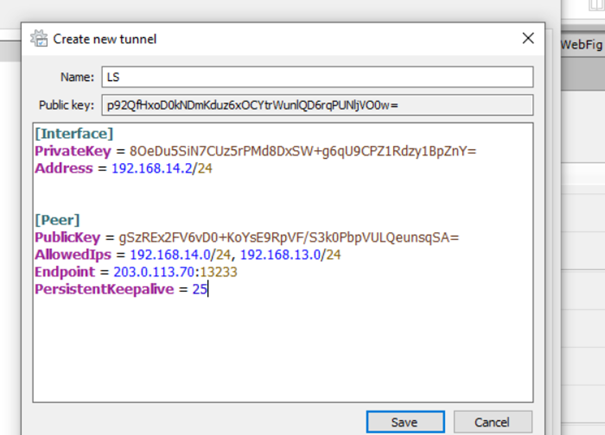 Create new tunnel
WebFig
Name: LS
Public key: p92QfHxoD0kNDmKduz6xOCYtrWunlQD6rqPUNljVO0w=
[Interface]
PrivateKey = 8OeDu5SiN7CUz5rPMd8DxSW+g6qU9CPZ1Rdzy1BpZnY=
Address = 192.168.14.2/24
[Peer]
PublicKey = gSzREx2FV6vD0+KoYsE9RpVF/S3k0PbpVULQeunsqSA=
AllowedIps = 192.168.14.0/24, 192.168.13.0/24
Endpoint = 203.0.113.70:13233
PersistentKeepalive = 25
Save Cancel